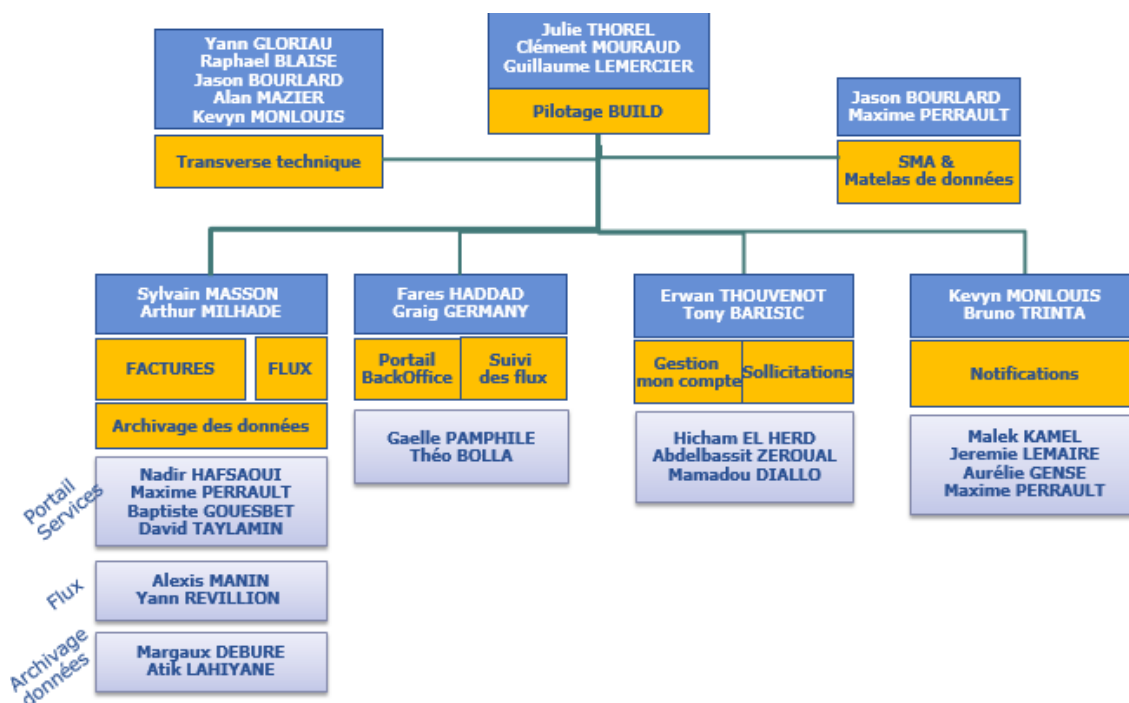 Yann GLORIAU
Raphael BLAISE
Jason BOURLARD
Alan MAZIER
Kevyn MONLOUIS
Transverse technique
Julie THOREL
Clément MOURAUD
Guillaume LEMERCIER
Pilotage BUILD
Jason BOURLARD
Maxime PERRAULT
SMA &
Matelas de données
Sylvain MASSON
Arthur MILHADE
FACTURES
FLUX
Archivage des données
Portail
Services
Nadir HAFSAOUI
Maxime PERRAULT
Baptiste GOUESBET
David TAYLAMIN
Flux
Alexis MANIN
Yann REVILLION
Archivage
données
Margaux DEBURE
Atik LAHIYANE
Fares HADDAD
Graig GERMANY
Portail
BackOffice
Suivi
des flux
Gaelle PAMPHILE
Théo BOLLA
Erwan THOUVENOT
Tony BARISIC
Gestion
mon compte
Sollicitations
Hicham EL HERD
Abdelbassit ZEROUAL
Mamadou DIALLO
Kevyn MONLOUIS
Bruno TRINTA
Notifications
Malek KAMEL
Jeremie LEMAIRE
Aurélie GENSE
Maxime PERRAULT